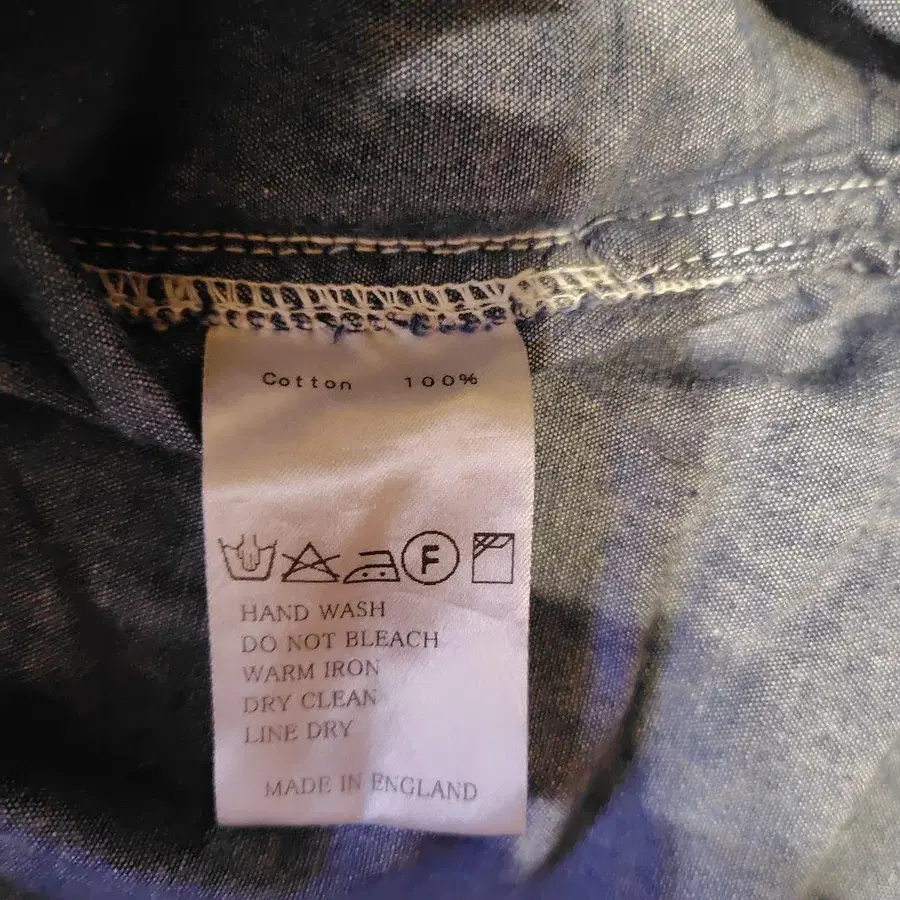 Cotton 100%
F
HAND WASH
DO NOT BLEACH
WARM IRON
DRY CLEAN
LINE DRY
MADE IN ENGLAND